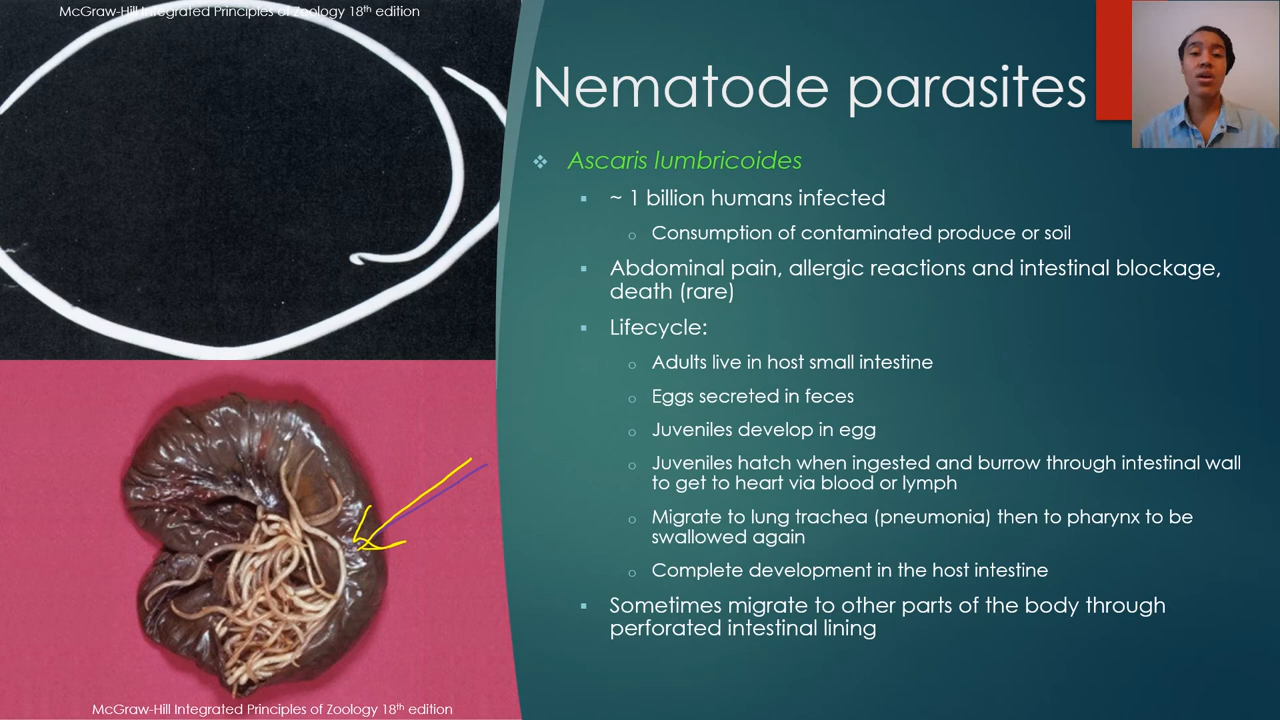 McGraw-Hill Integrated Principles of Zoology 18th edition
Nematode parasites
Ascaris lumbricoides
~ 1 billion humans infected
Consumption of contaminated produce or soil
Abdominal pain, allergic reactions and intestinal blockage,
death (rare)
Lifecycle:
Adults live in host small intestine
Eggs secreted in feces
Juveniles develop in egg
Juveniles hatch when ingested and burrow through intestinal wall
to get to heart via blood or lymph
Migrate to lung trachea (pneumonia) then to pharynx to be
swallowed again
Complete development in the host intestine
Sometimes migrate to other parts of the body through
perforated intestinal lining
McGraw-Hill Integrated Principles of Zoology 18th edition